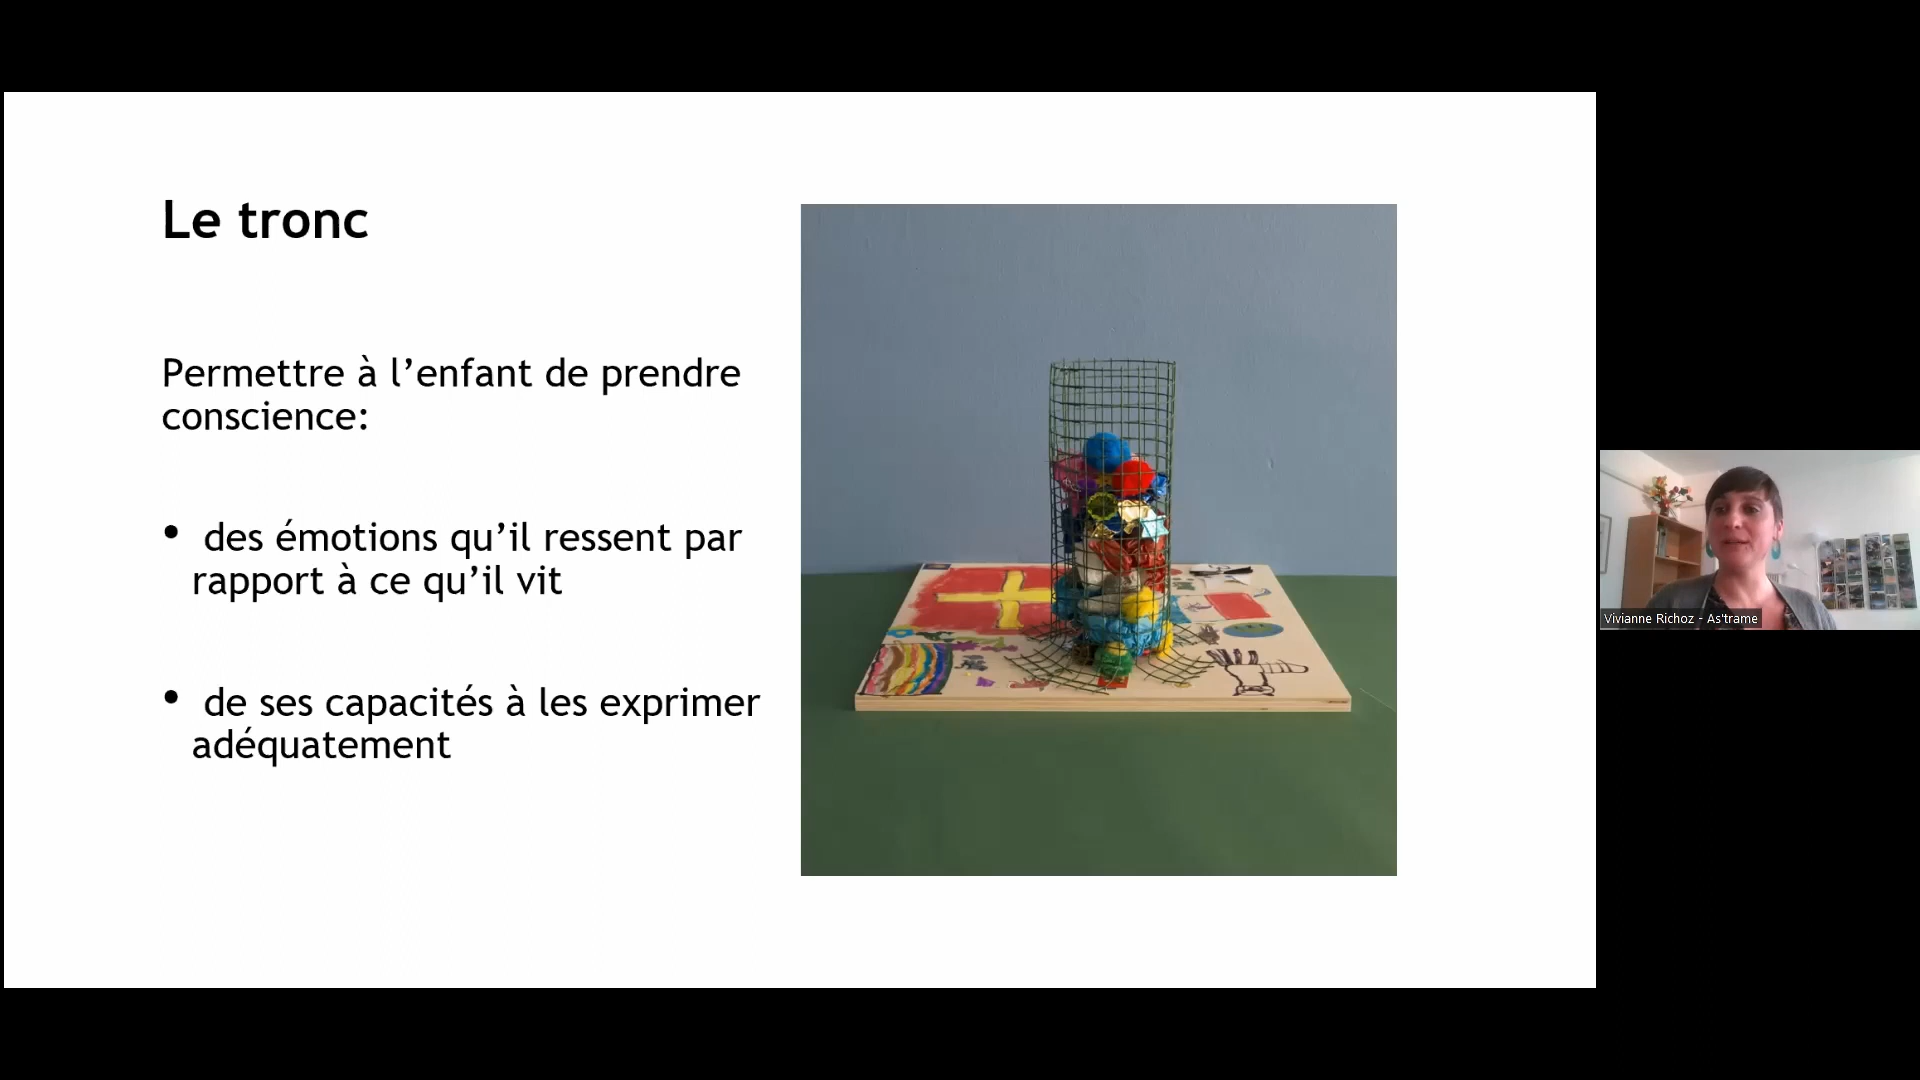 Le tronc
Permettre à l’enfant de prendre
conscience:
• des émotions qu’il ressent par
rapport à ce qu’il vit
• de ses capacités à les exprimer
adéquatement
Vivianne Richoz - As'trame